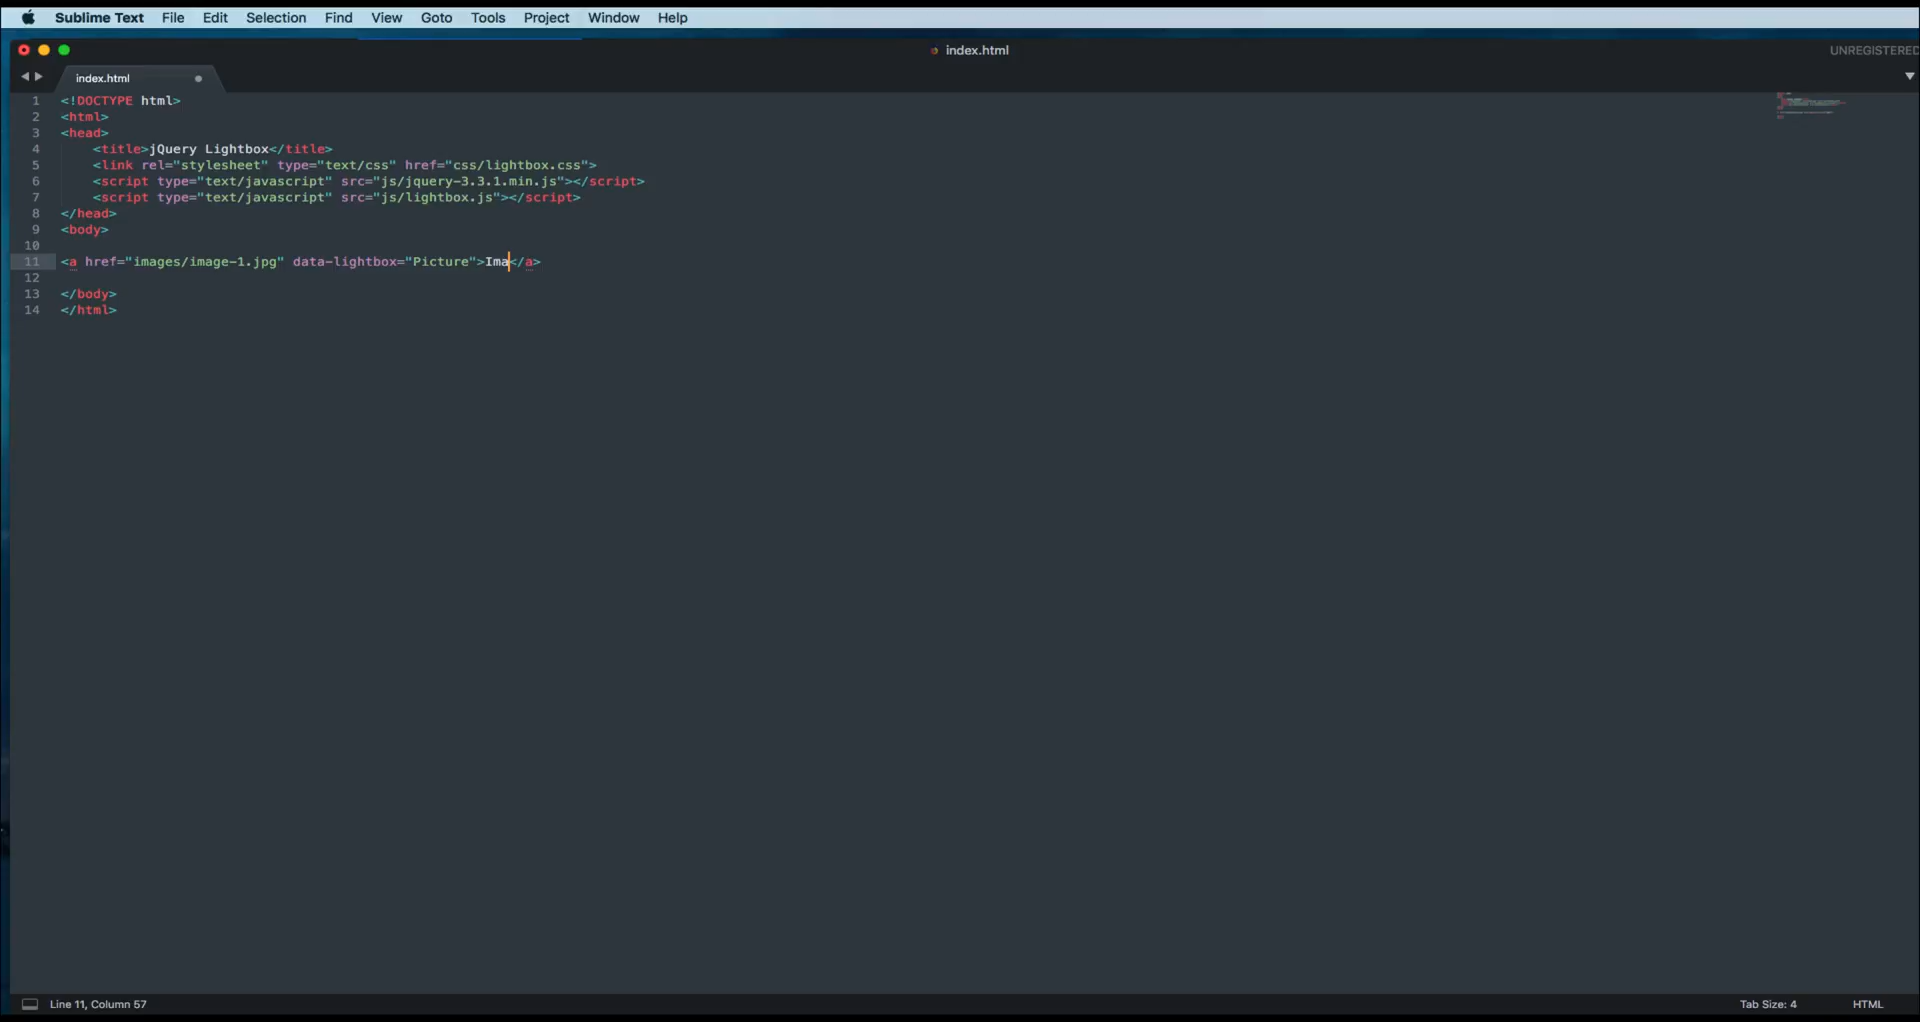 Sublime Text File Edit Selection Find View Goto Tools Project Window Help
index.html
UNREGISTERED
index.html
1 <!DOCTYPE html>
2 <html>
3 <head>
4 <title>jQuery Lightbox</title>
5 <link rel="stylesheet" type="text/css" href="css/lightbox.css">
6 <script type="text/javascript" src="js/jquery-3.3.1.min.js"></script>
7 <script type="text/javascript" src="js/lightbox.js"></script>
8 </head>
9 <body>
10
11 <a href="images/image-1.jpg" data-lightbox="Picture">Ima</a>
12
13 </body>
14 </html>
Line 11, Column 57
Tab Size: 4
HTML